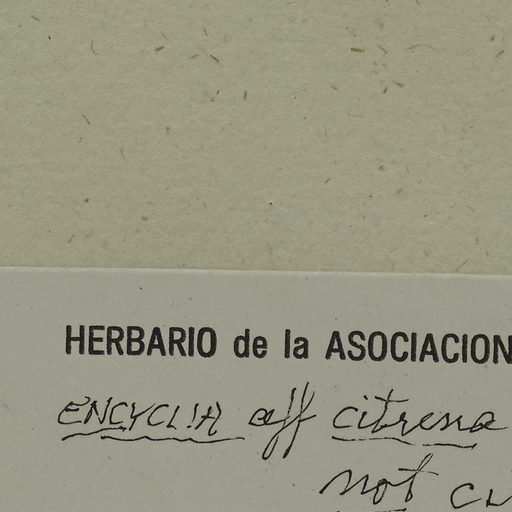 HERBARIO de la ASOCIACION
ENCYCLIA aff citrena
not